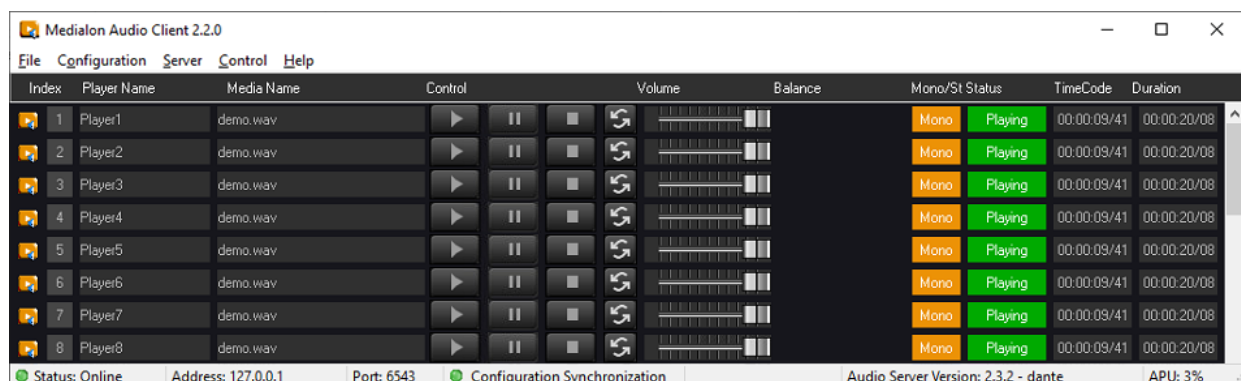 Medialon Audio Client 2.2.0
File Configuration Server Control Help
Index Player Name Media Name Control Volume Balance Mono/St Status TimeCode Duration
1 Player1 demo.wav Mono Playing 00:00:09/41 00:00:20/08
2 Player2 demo.wav Mono Playing 00:00:09/41 00:00:20/08
3 Player3 demo.wav Mono Playing 00:00:09/41 00:00:20/08
4 Player4 demo.wav Mono Playing 00:00:09/41 00:00:20/08
5 Player5 demo.wav Mono Playing 00:00:09/41 00:00:20/08
6 Player6 demo.wav Mono Playing 00:00:09/41 00:00:20/08
7 Player7 demo.wav Mono Playing 00:00:09/41 00:00:20/08
8 Player8 demo.wav Mono Playing 00:00:09/41 00:00:20/08
Status: Online Address: 127.0.0.1 Port: 6543 Configuration Synchronization Audio Server Version: 2.3.2 - dante APU: 3%